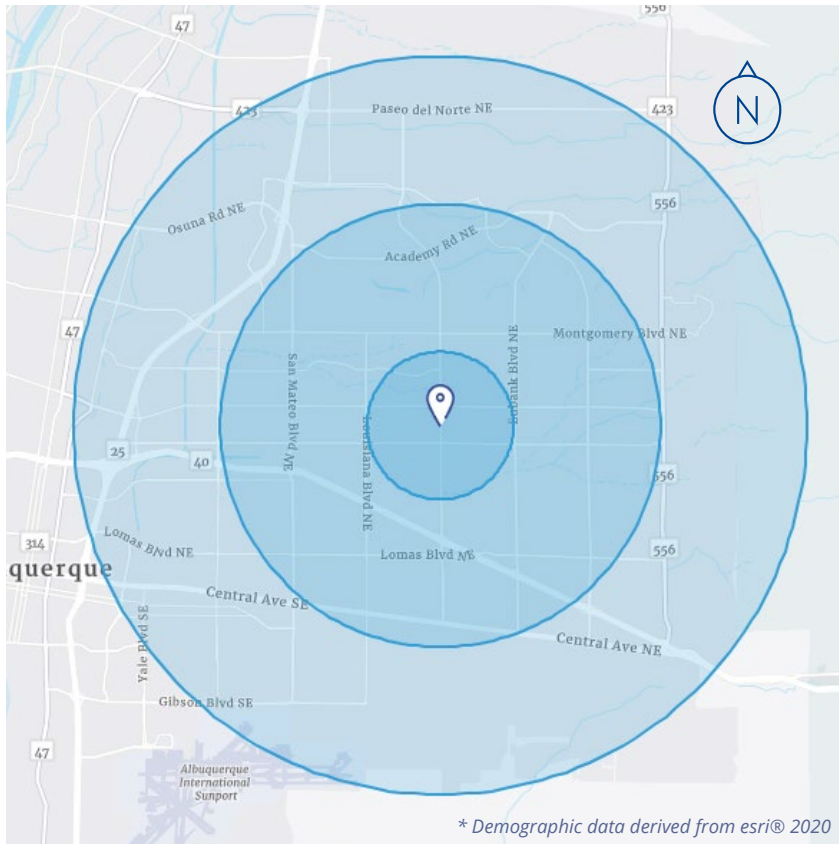 556
47
N
423
Paseo del Norte NE
423
556
Osuna Rd NE
Academy Rd NE
47
Montgomery Blvd NE
San Mateo Blvd NE
Eubank Blvd NE
Louisiana Blvd NE
25
40
556
314
Lomas Blvd NE
Lomas Blvd NE
556
querque
Central Ave SE
Central Ave NE
Yale Blvd SE
Gibson Blvd SE
47
Albuquerque
International
Sunport
* Demographic data derived from esri® 2020